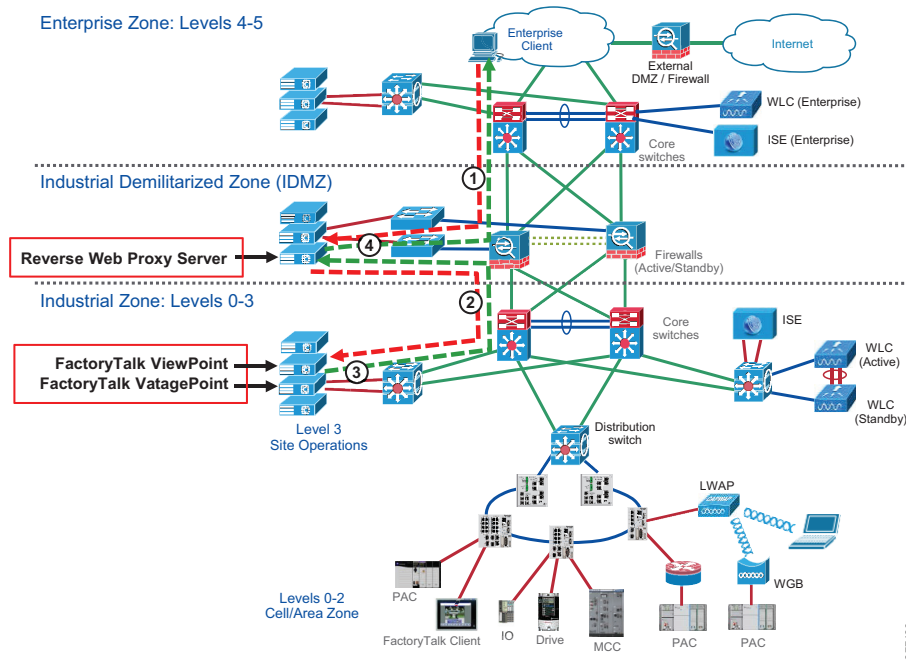 Enterprise Zone: Levels 4-5
Enterprise
Client
Internet
External
DMZ / Firewall
WLC (Enterprise)
ISE (Enterprise)
Core
switches
Industrial Demilitarized Zone (IDMZ)
1
4
Reverse Web Proxy Server
Firewalls
(Active/Standby)
Industrial Zone: Levels 0-3
2
ISE
Core
switches
WLC
(Active)
FactoryTalk ViewPoint
FactoryTalk VatagePoint
3
WLC
(Standby)
Level 3
Site Operations
Distribution
switch
LWAP
CAPWAP
WGB
PAC
Levels 0-2
Cell/Area Zone
FactoryTalk Client
IO
Drive
MCC
PAC
PAC